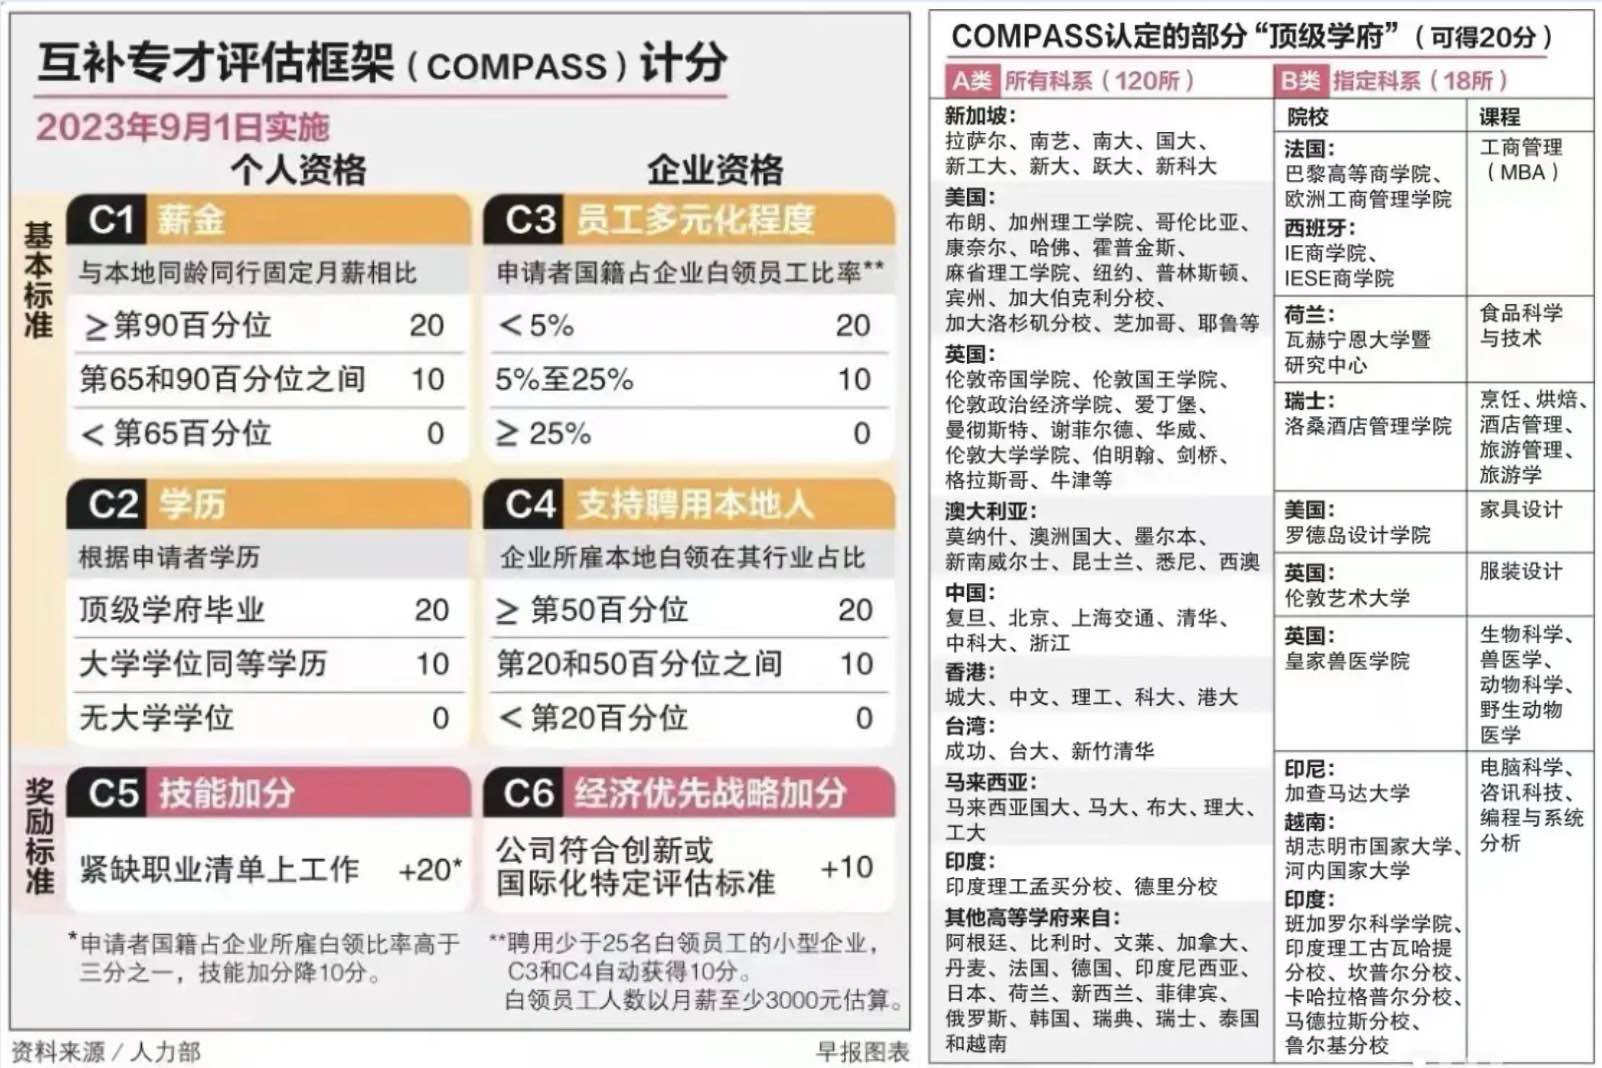 互补专才评估框架（COMPASS）计分
2023年9月1日实施
个人资格
企业资格
基本标准
C1 薪金
与本地同龄同行固定月薪相比
≥第90百分位 20
第65和90百分位之间 10
<第65百分位 0
C3 员工多元化程度
申请者国籍占企业白领员工比率**
<5% 20
5%至25% 10
≥25% 0
C2 学历
根据申请者学历
顶级学府毕业 20
大学学位同等学历 10
无大学学位 0
C4 支持聘用本地人
企业所雇本地白领在其行业占比
≥第50百分位 20
第20和50百分位之间 10
<第20百分位 0
奖励标准
C5 技能加分
紧缺职业清单上工作 +20*
C6 经济优先战略加分
公司符合创新或
国际化特定评估标准 +10
*申请者国籍占企业所雇白领比率高于
三分之一，技能加分降10分。
**聘用少于25名白领员工的小型企业，
C3和C4自动获得10分。
白领员工人数以月薪至少3000元估算。
资料来源/人力部
早报图表
COMPASS认定的部分“顶级学府”（可得20分）
A类 所有科系（120所）
新加坡：
拉萨尔、南艺、南大、国大、
新工大、新大、跃大、新科大
美国：
布朗、加州理工学院、哥伦比亚、
康奈尔、哈佛、霍普金斯、
麻省理工学院、纽约、普林斯顿、
宾州、加大伯克利分校、
加大洛杉矶分校、芝加哥、耶鲁等
英国：
伦敦帝国学院、伦敦国王学院、
伦敦政治经济学院、爱丁堡、
曼彻斯特、谢菲尔德、华威、
伦敦大学学院、伯明翰、剑桥、
格拉斯哥、牛津等
澳大利亚：
莫纳什、澳洲国大、墨尔本、
新南威尔士、昆士兰、悉尼、西澳
中国：
复旦、北京、上海交通、清华、
中科大、浙江
香港：
城大、中文、理工、科大、港大
台湾：
成功、台大、新竹清华
马来西亚：
马来西亚国大、马大、布大、理大、
工大
印度：
印度理工孟买分校、德里分校
其他高等学府来自：
阿根廷、比利时、文莱、加拿大、
丹麦、法国、德国、印度尼西亚、
日本、荷兰、新西兰、菲律宾、
俄罗斯、韩国、瑞典、瑞士、泰国
和越南
B类 指定科系（18所）
院校
课程
法国：
巴黎高等商学院、
欧洲工商管理学院
西班牙：
IE商学院、
IESE商学院
工商管理
（MBA）
荷兰：
瓦赫宁恩大学暨
研究中心
食品科学
与技术
瑞士：
洛桑酒店管理学院
烹饪、烘焙、
酒店管理、
旅游管理、
旅游学
美国：
罗德岛设计学院
家具设计
英国：
伦敦艺术大学
服装设计
英国：
皇家兽医学院
生物科学、
兽医学、
动物科学、
野生动物
医学
印尼：
加查马达大学
越南：
胡志明市国家大学、
河内国家大学
印度：
班加罗尔科学学院、
印度理工古瓦哈提
分校、坎普尔分校、
卡哈拉格普尔分校、
马德拉斯分校、
鲁尔基分校
电脑科学、
咨讯科技、
编程与系统
分析